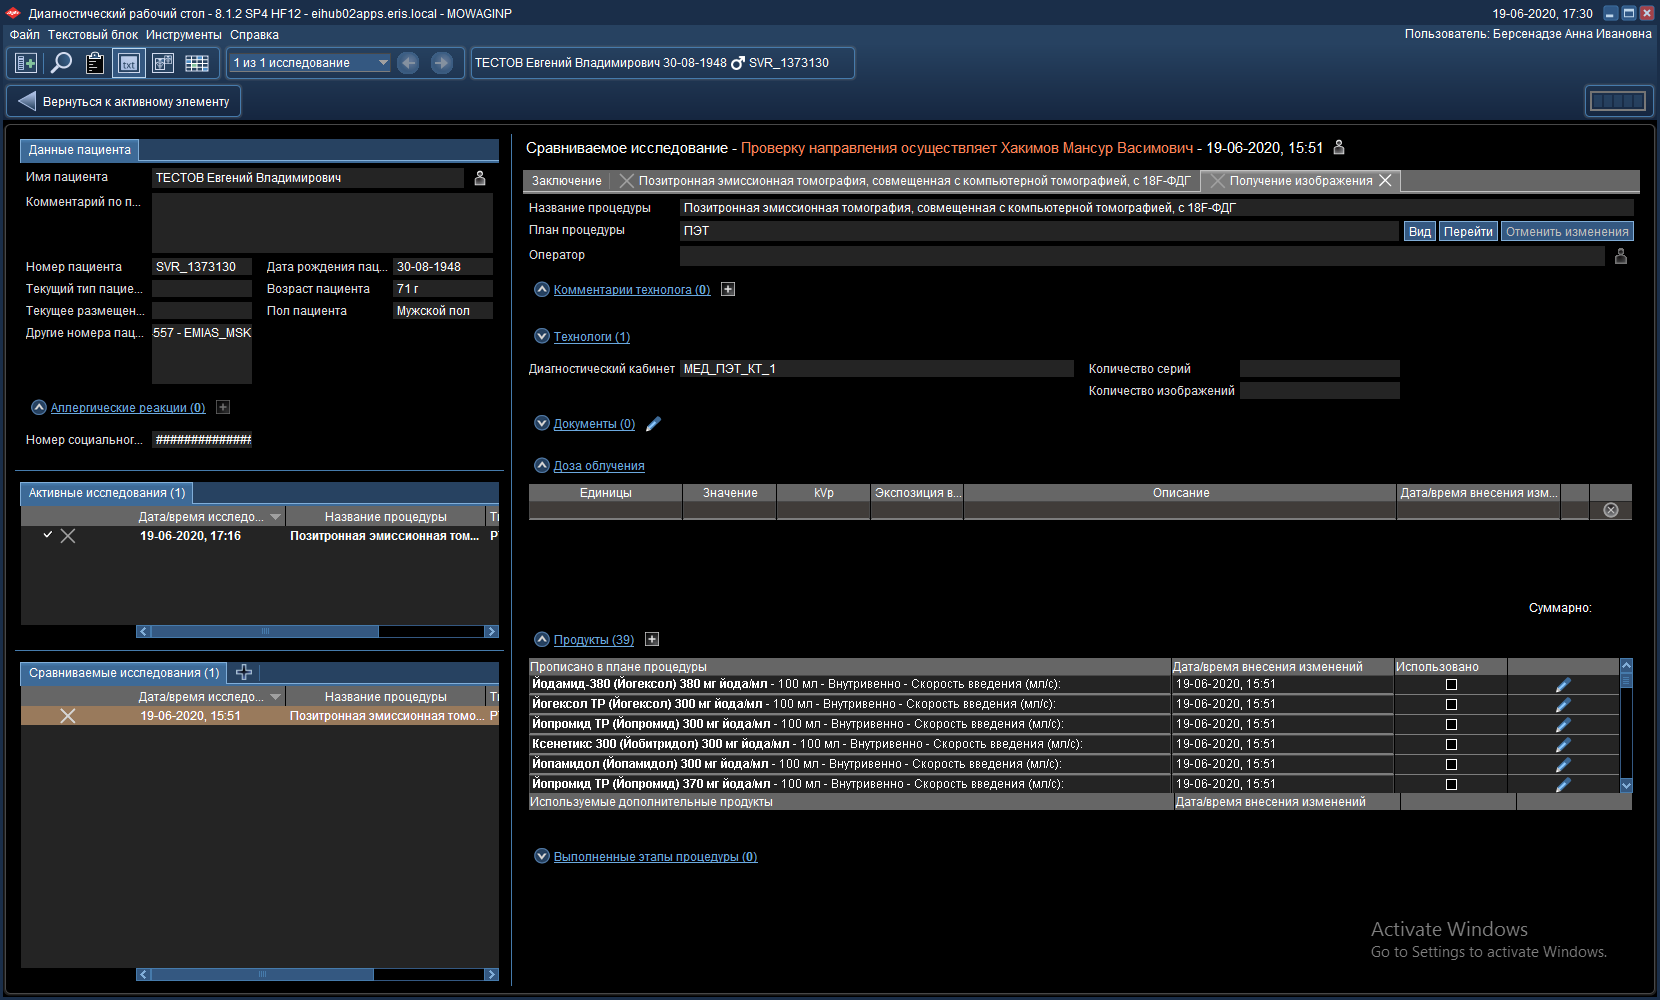 Диагностический рабочий стол - 8.1.2 SP4 HF12 - eihub02apps.eris.local - MOWAGINP
19-06-2020, 17:30
Файл Текстовый блок Инструменты Справка
Пользователь: Берсенадзе Анна Ивановна
txt
1 из 1 исследование
ТЕСТОВ Евгений Владимирович 30-08-1948 ♂ SVR_1373130
Вернуться к активному элементу
Данные пациента
Имя пациента ТЕСТОВ Евгений Владимирович
Комментарий по п...
Номер пациента SVR_1373130 Дата рождения пац... 30-08-1948
Текущий тип пацие... Возраст пациента 71 г
Текущее размещен... Пол пациента Мужской пол
Другие номера пац... 557 - EMIAS_MSK
Аллергические реакции (0)
Номер социальног... ##############
Активные исследования (1)
Дата/время исследо... Название процедуры
19-06-2020, 17:16 Позитронная эмиссионная том...
Сравниваемые исследования (1)
Дата/время исследо... Название процедуры
19-06-2020, 15:51 Позитронная эмиссионная томо...
Сравниваемое исследование - Проверку направления осуществляет Хакимов Мансур Васимович - 19-06-2020, 15:51
Заключение Позитронная эмиссионная томография, совмещенная с компьютерной томографией, с 18F-ФДГ Получение изображения
Название процедуры Позитронная эмиссионная томография, совмещенная с компьютерной томографией, с 18F-ФДГ
План процедуры ПЭТ Вид Перейти Отменить изменения
Оператор
Комментарии технолога (0)
Технологи (1)
Диагностический кабинет МЕД_ПЭТ_КТ_1 Количество серий
Количество изображений
Документы (0)
Доза облучения
Единицы Значение kVp Экспозиция в... Описание Дата/время внесения изм...
Суммарно:
Продукты (39)
Прописано в плане процедуры Дата/время внесения изменений Использовано
Йодамид-380 (Йогексол) 380 мг йода/мл - 100 мл - Внутривенно - Скорость введения (мл/с): 19-06-2020, 15:51
Йогексол ТР (Йогексол) 300 мг йода/мл - 100 мл - Внутривенно - Скорость введения (мл/с): 19-06-2020, 15:51
Йопромид ТР (Йопромид) 300 мг йода/мл - 100 мл - Внутривенно - Скорость введения (мл/с): 19-06-2020, 15:51
Ксенетикс 300 (Йобитридол) 300 мг йода/мл - 100 мл - Внутривенно - Скорость введения (мл/с): 19-06-2020, 15:51
Йопамидол (Йопамидол) 300 мг йода/мл - 100 мл - Внутривенно - Скорость введения (мл/с): 19-06-2020, 15:51
Йопромид ТР (Йопромид) 370 мг йода/мл - 100 мл - Внутривенно - Скорость введения (мл/с): 19-06-2020, 15:51
Используемые дополнительные продукты Дата/время внесения изменений
Выполненные этапы процедуры (0)
Activate Windows
Go to Settings to activate Windows.